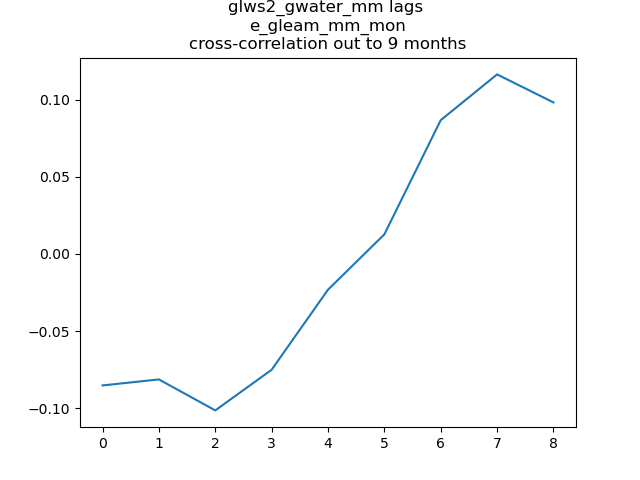 glws2_gwater_mm lags
e_gleam_mm_mon
cross-correlation out to 9 months
0.10
0.05
0.00
−0.05
−0.10
0 1 2 3 4 5 6 7 8